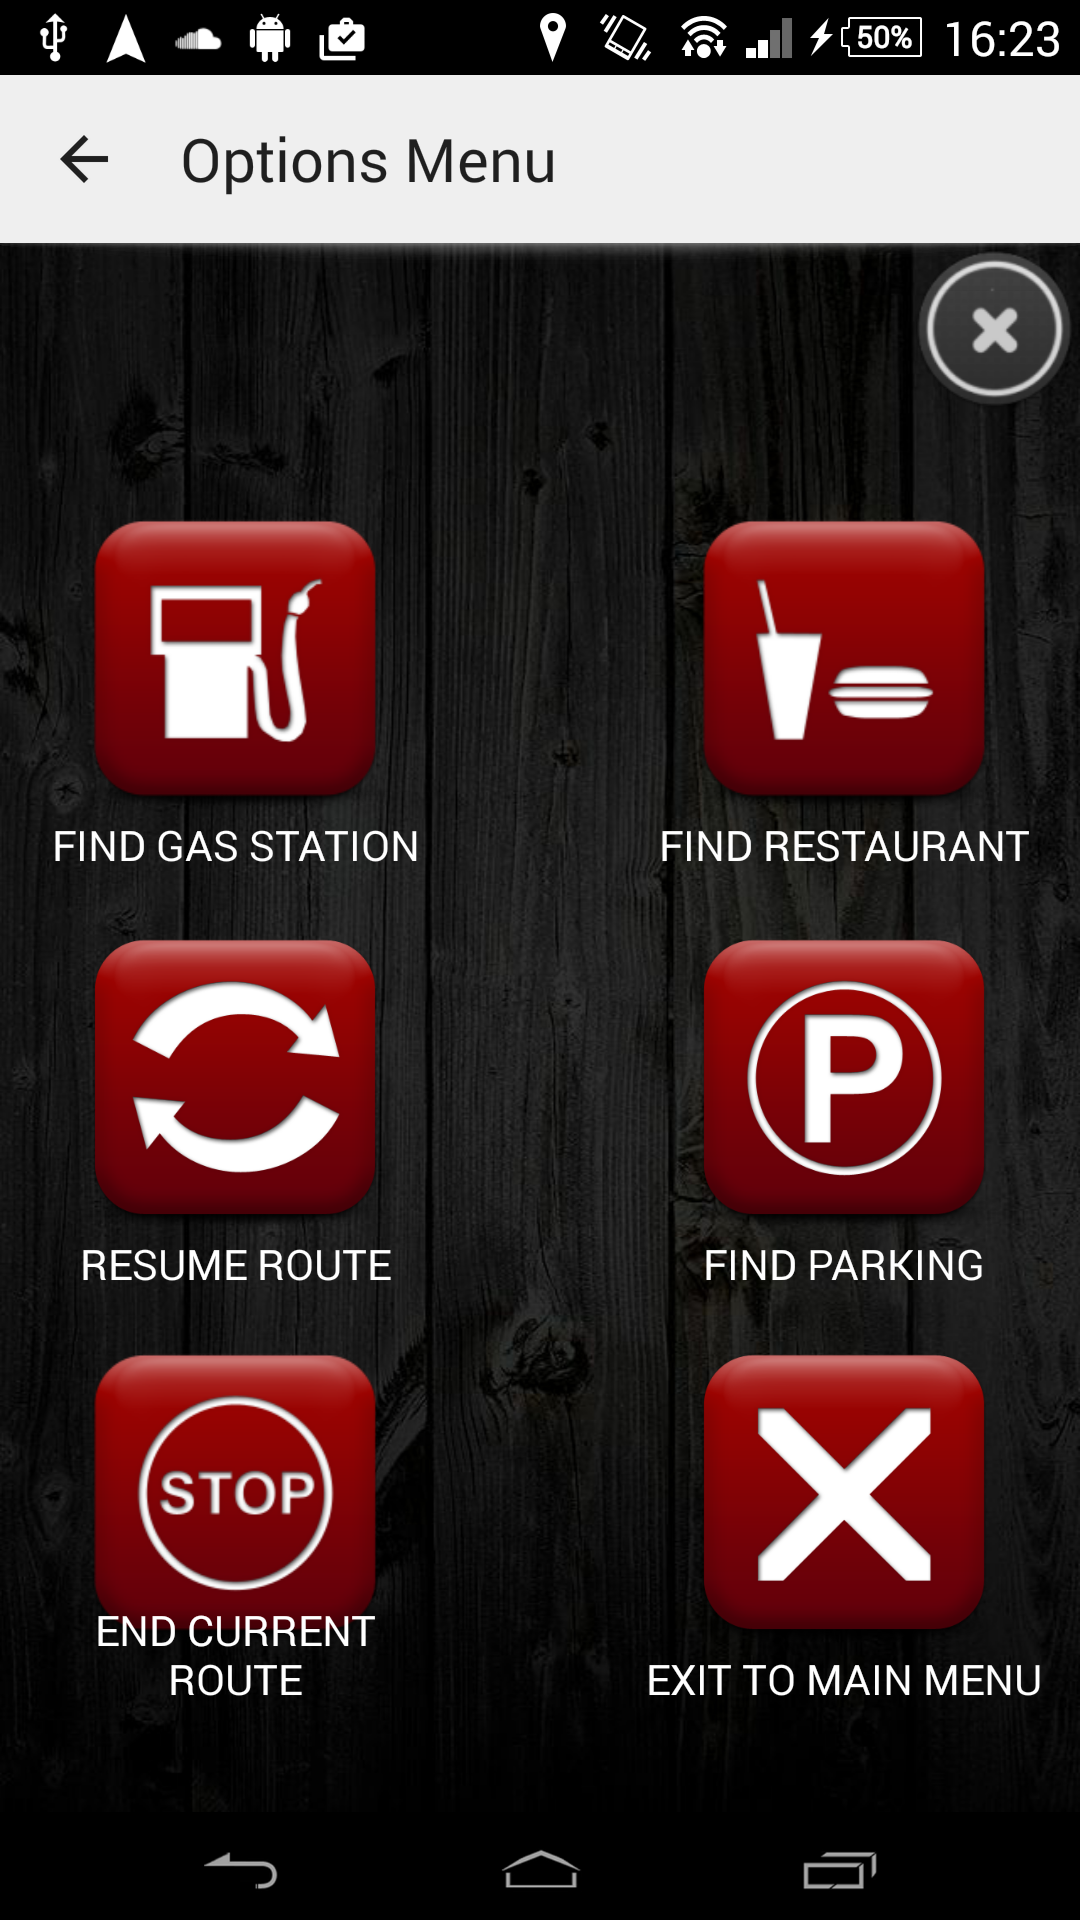 50% 16:23
Options Menu
FIND GAS STATION
FIND RESTAURANT
RESUME ROUTE
P
FIND PARKING
STOP
END CURRENT
ROUTE
EXIT TO MAIN MENU